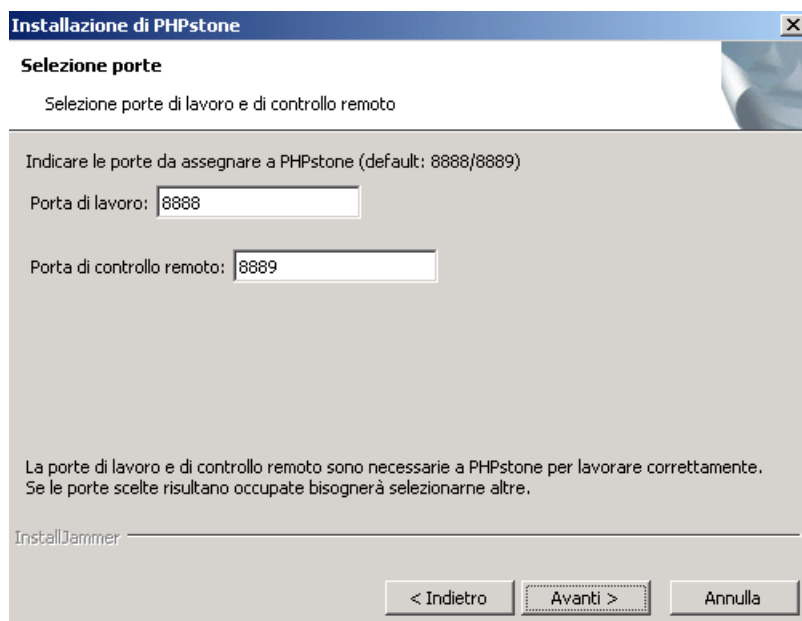 Installazione di PHPstone
Selezione porte
Selezione porte di lavoro e di controllo remoto
Indicare le porte da assegnare a PHPstone (default: 8888/8889)
Porta di lavoro: 8888
Porta di controllo remoto: 8889
La porte di lavoro e di controllo remoto sono necessarie a PHPstone per lavorare correttamente.
Se le porte scelte risultano occupate bisognerà selezionarne altre.
InstallJammer
< Indietro Avanti > Annulla